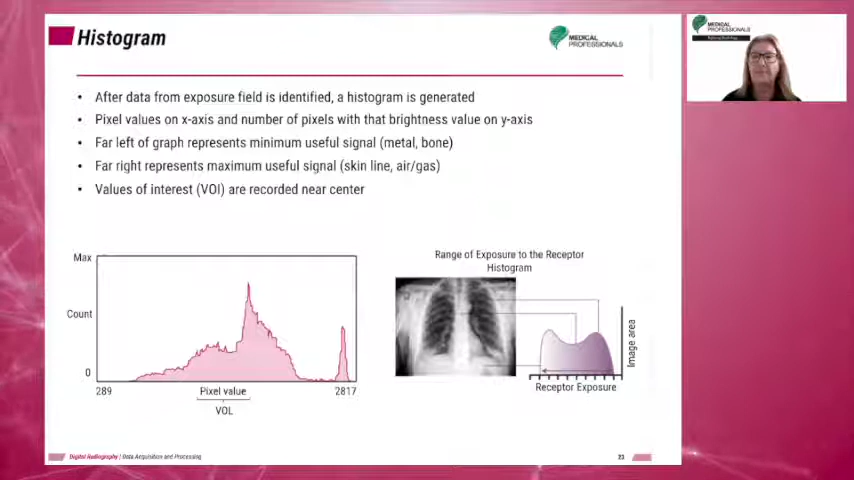 Histogram
MEDICAL
PROFESSIONALS
MEDICAL
PROFESSIONALS
• After data from exposure field is identified, a histogram is generated
• Pixel values on x-axis and number of pixels with that brightness value on y-axis
• Far left of graph represents minimum useful signal (metal, bone)
• Far right represents maximum useful signal (skin line, air/gas)
• Values of interest (VOI) are recorded near center
Max
Count
0
289
Pixel value
2817
VOL
Range of Exposure to the Receptor
Histogram
Image area
Receptor Exposure
Digital Radiography | Data Acquisition and Processing
23